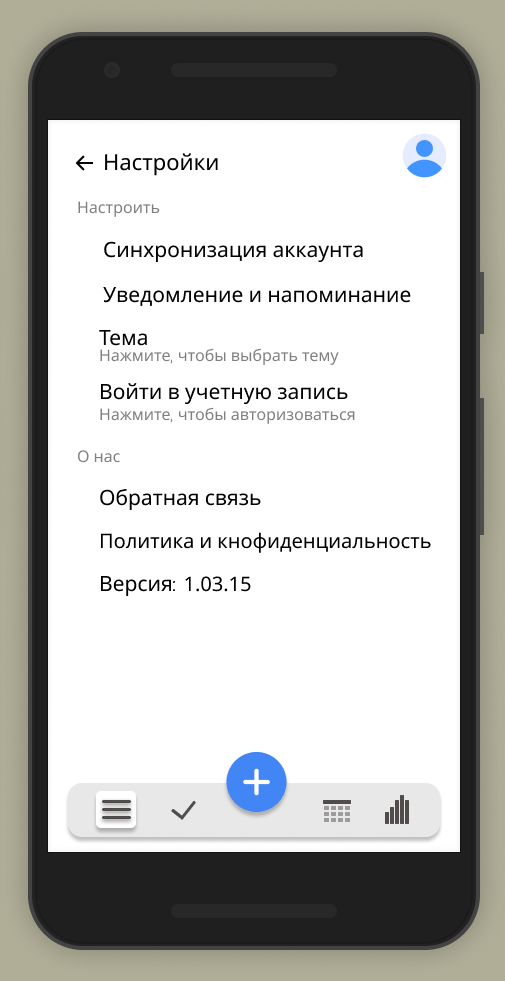 Настройки
Настроить
Синхронизация аккаунта
Уведомление и напоминание
Тема
Нажмите, чтобы выбрать тему
Войти в учетную запись
Нажмите, чтобы авторизоваться
О нас
Обратная связь
Политика и кнофиденциальность
Версия: 1.03.15